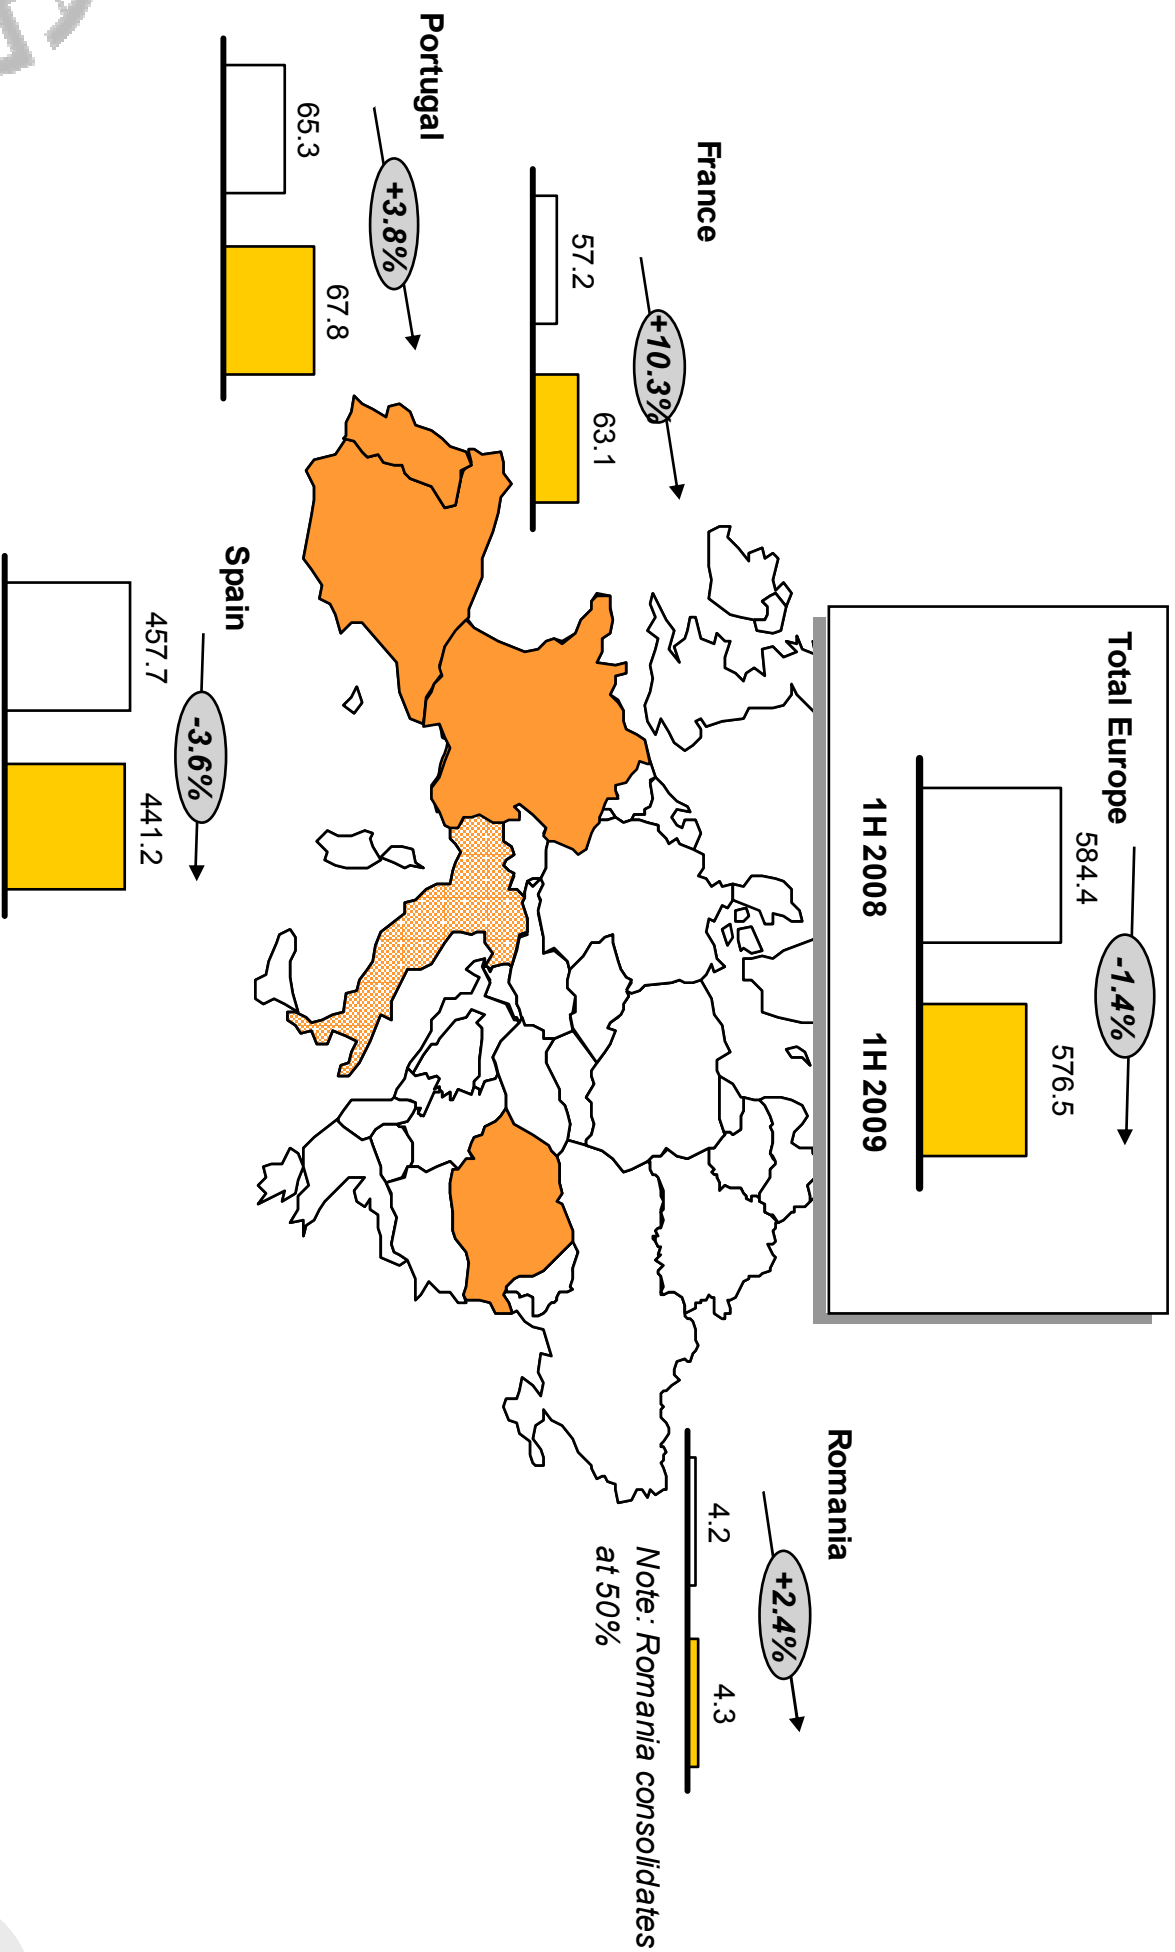 Total Europe
-1.4%
584.4
576.5
1H 2008
1H 2009
France
+10.3%
57.2
63.1
Romania
+2.4%
4.2
4.3
Note: Romania consolidates
at 50%
Portugal
+3.8%
65.3
67.8
Spain
-3.6%
457.7
441.2